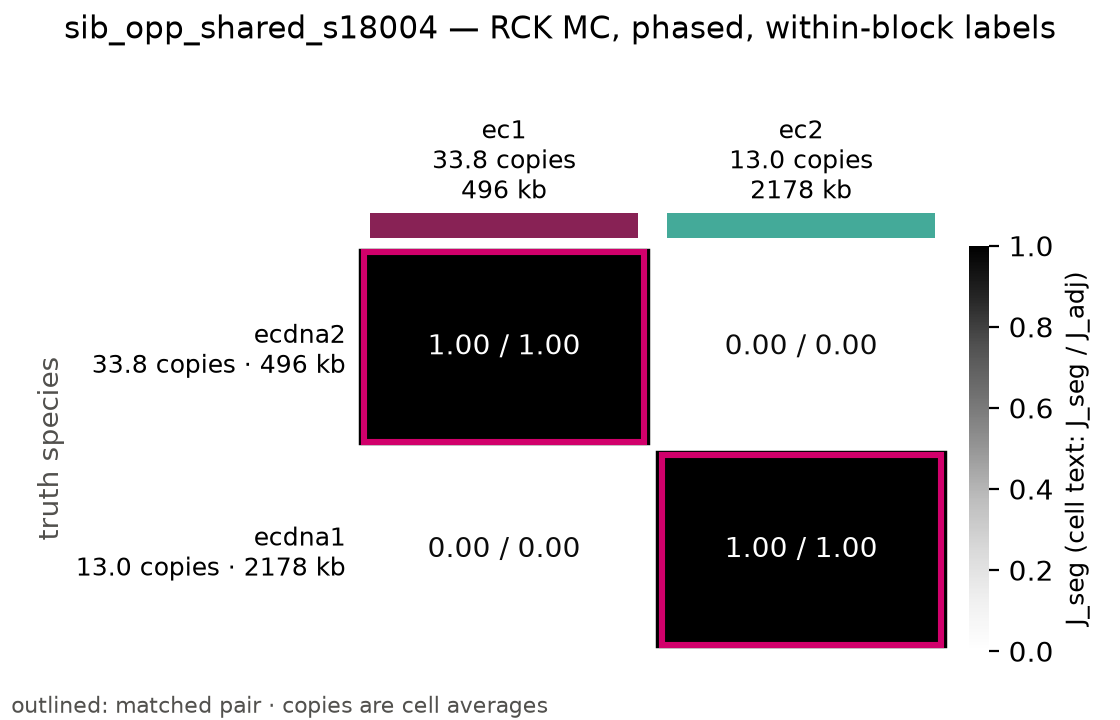 sib_opp_shared_s18004 — RCK MC, phased, within-block labels
ec1
33.8 copies
496 kb
ec2
13.0 copies
2178 kb
truth species
ecdna2
33.8 copies · 496 kb
1.00 / 1.00
0.00 / 0.00
ecdna1
13.0 copies · 2178 kb
0.00 / 0.00
1.00 / 1.00
1.0
0.8
0.6
0.4
0.2
0.0
J_seg (cell text: J_seg / J_adj)
outlined: matched pair · copies are cell averages